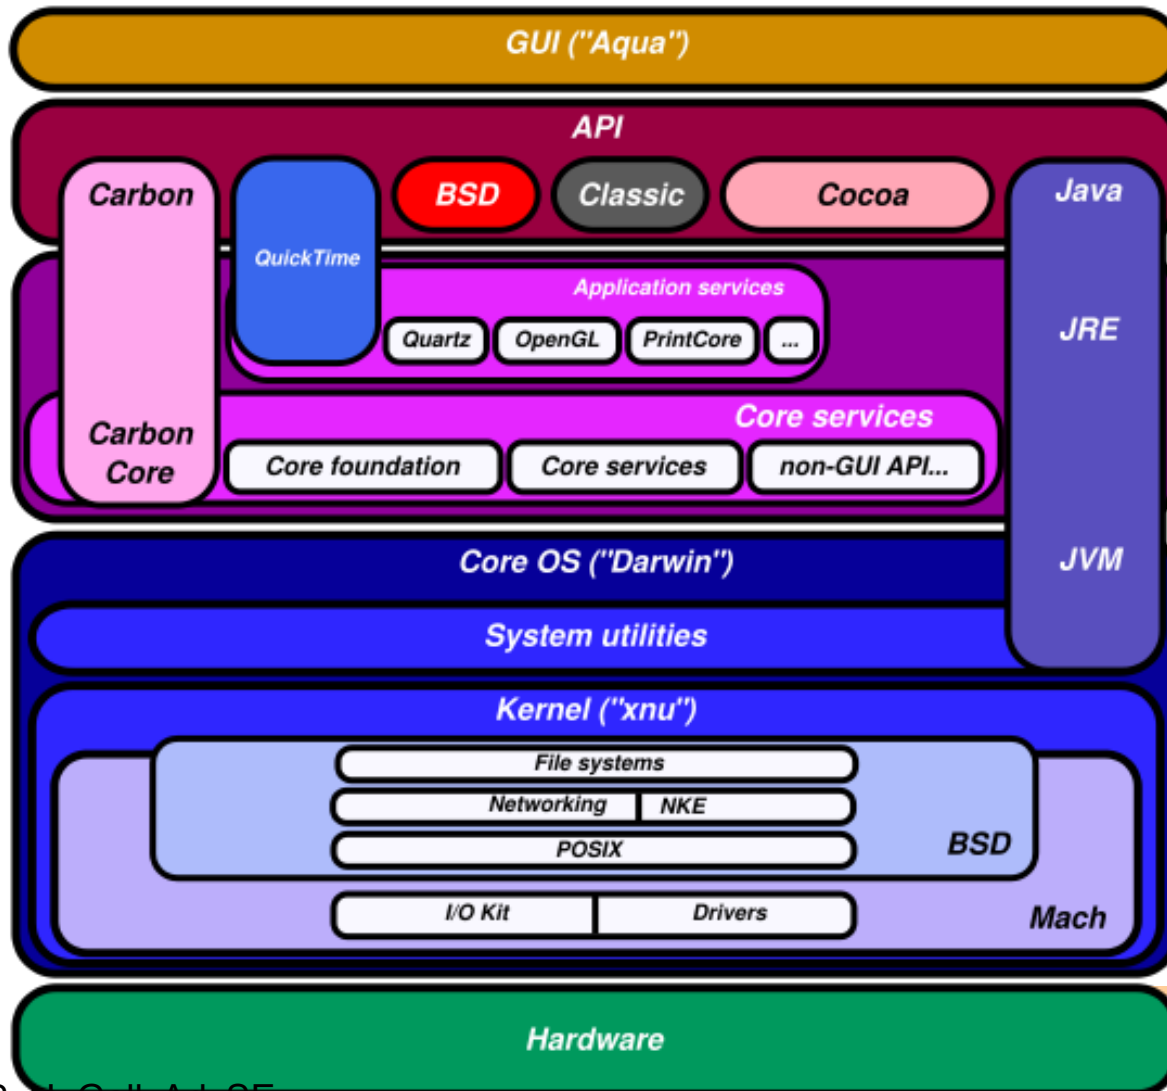 GUI ("Aqua")
API
Carbon
QuickTime
BSD
Classic
Cocoa
Java
Application services
Quartz
OpenGL
PrintCore
...
JRE
Core services
Carbon
Core
Core foundation
Core services
non-GUI API...
Core OS ("Darwin")
JVM
System utilities
Kernel ("xnu")
File systems
Networking
NKE
POSIX
BSD
I/O Kit
Drivers
Mach
Hardware